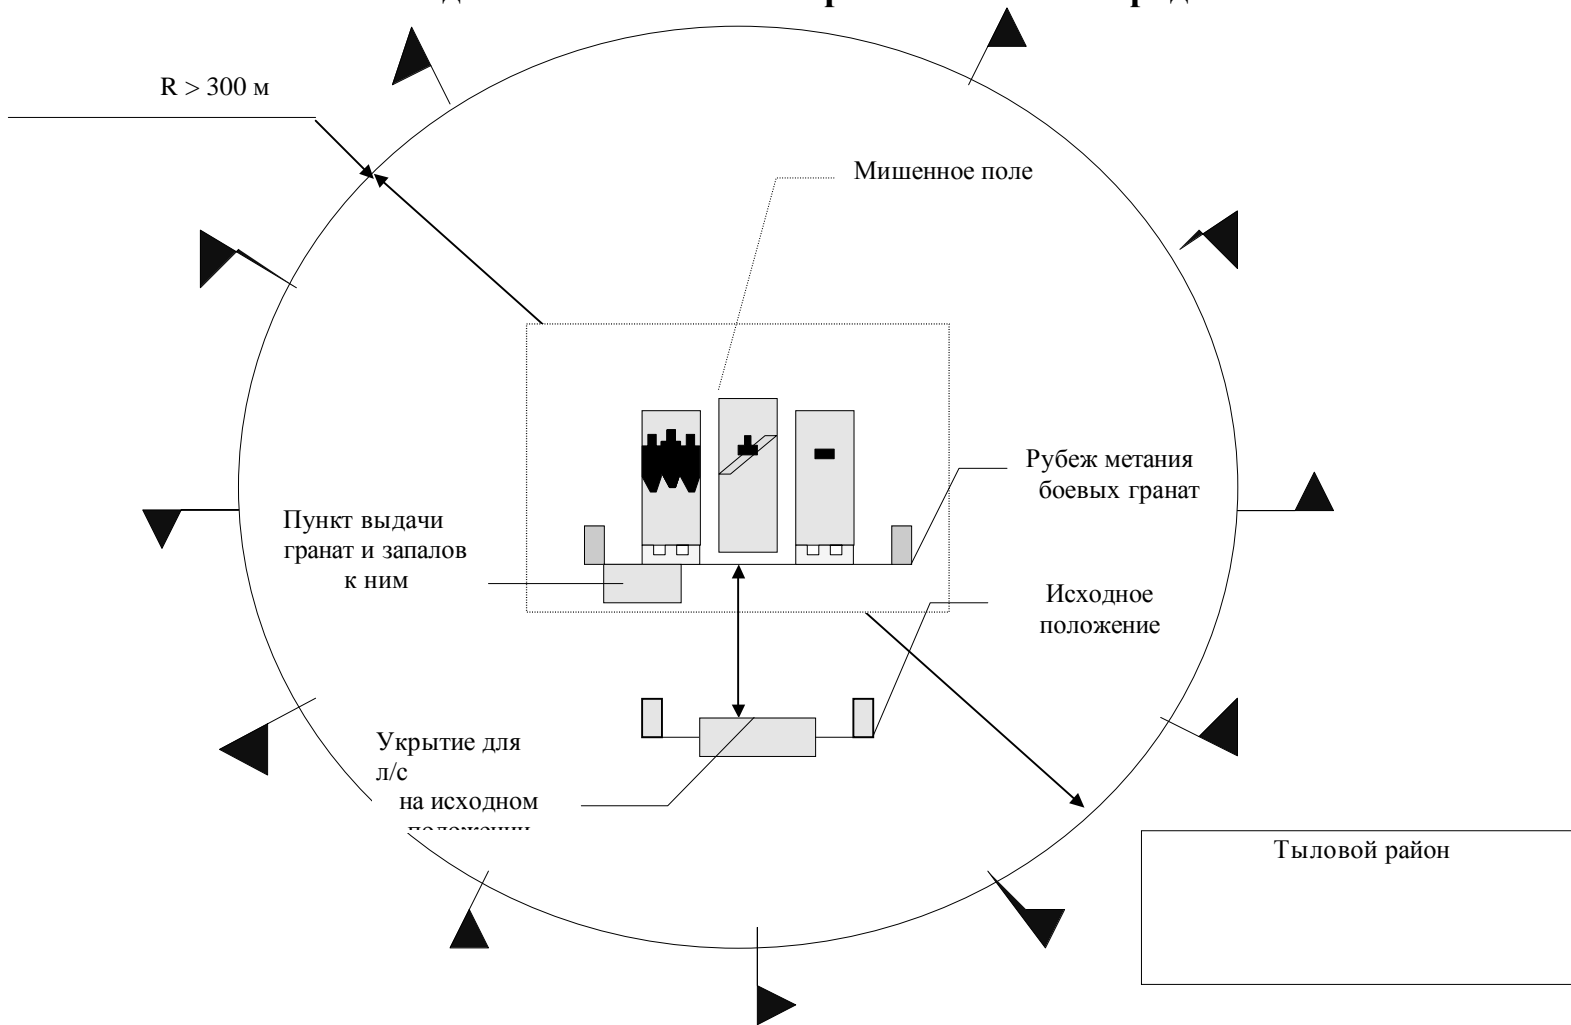 R > 300 м
Мишенное поле
Рубеж метания
боевых гранат
Пункт выдачи
гранат и запалов
к ним
Исходное
положение
Укрытие для
л/с
на исходном
положении
Тыловой район